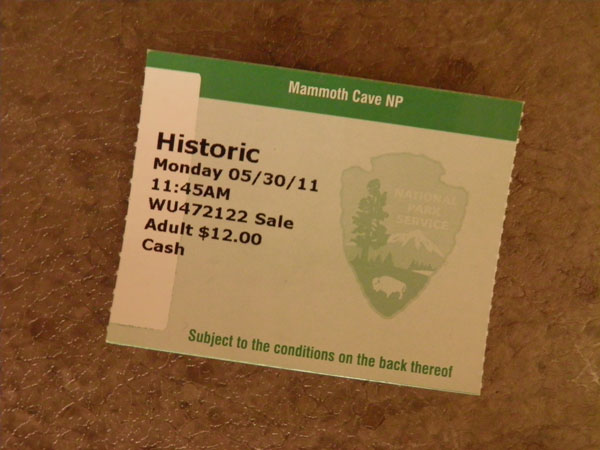 Mammoth Cave NP
Historic
Monday 05/30/11
11:45AM
WU472122 Sale
Adult $12.00
Cash
NATIONAL
PARK
SERVICE
Subject to the conditions on the back thereof